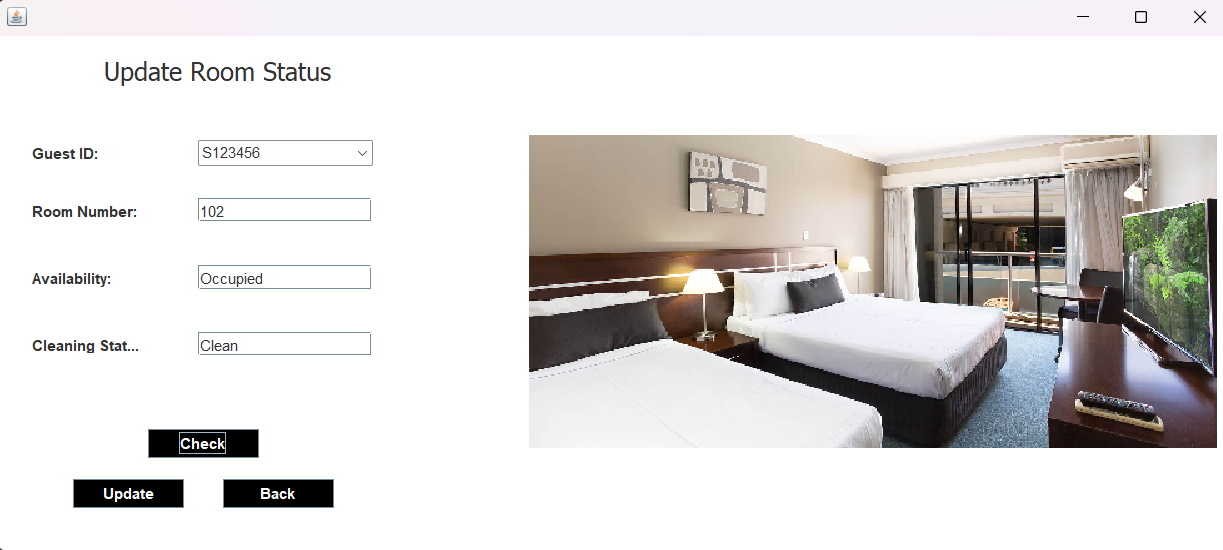 Update Room Status
Guest ID: S123456
Room Number: 102
Availability: Occupied
Cleaning Stat... Clean
Check
Update Back